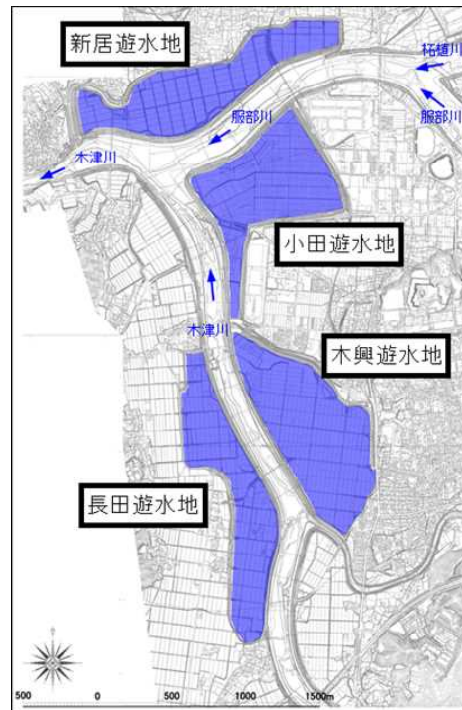 新居遊水地
柘植川
服部川
服部川
木津川
小田遊水地
木津川
木興遊水地
長田遊水地
500 0 500 1000 1500m